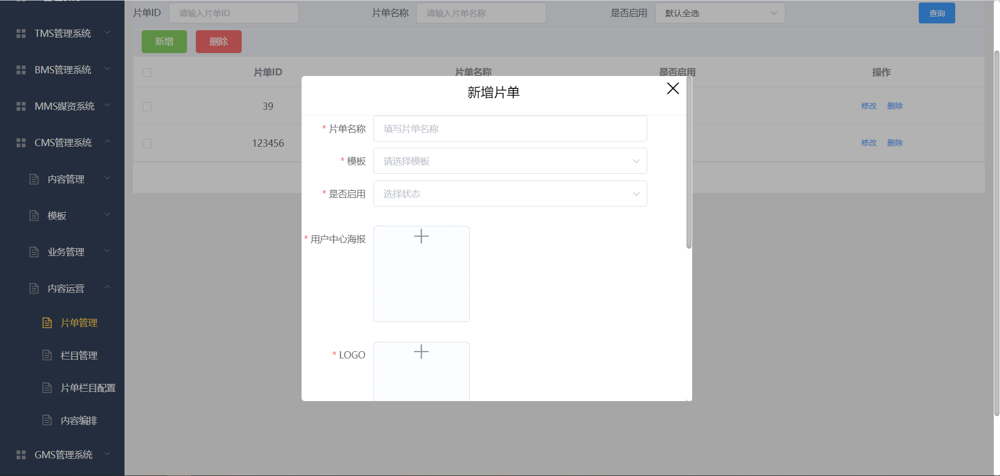 片单ID 请输入片单ID 片单名称 请输入片单名称 是否启用 默认全选 查询
新增 删除
片单ID 片单名称 是否启用 操作
39 修改 删除
123456 修改 删除
TMS管理系统
BMS管理系统
MMS媒资系统
CMS管理系统
内容管理
模板
业务管理
内容运营
片单管理
栏目管理
片单栏目配置
内容编排
GMS管理系统
新增片单
* 片单名称 填写片单名称
* 模板 请选择模板
* 是否启用 选择状态
* 用户中心海报
* LOGO